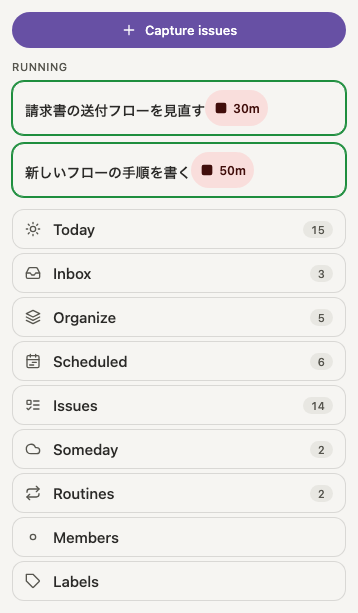 + Capture issues
RUNNING
請求書の送付フローを見直す 30m
新しいフローの手順を書く 50m
Today 15
Inbox 3
Organize 5
Scheduled 6
Issues 14
Someday 2
Routines 2
Members
Labels